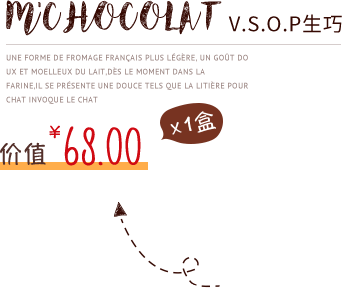 MiCHOCOLAT V.S.O.P生巧
UNE FORME DE FROMAGE FRANÇAIS PLUS LÉGÈRE, UN GOÛT DO
UX ET MOELLEUX DU LAIT,DÈS LE MOMENT DANS LA
FARINE,IL SE PRÉSENTE UNE DOUCE TELS QUE LA LITIÈRE POUR
CHAT INVOQUE LE CHAT
价值¥68.00
x1盒